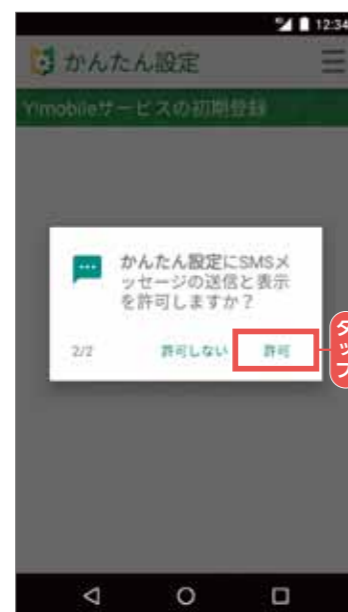 12:34
かんたん設定
Y!mobileサービスの初期登録
かんたん設定にSMSメ
ッセージの送信と表示
を許可しますか？
2/2 許可しない 許可
タップ